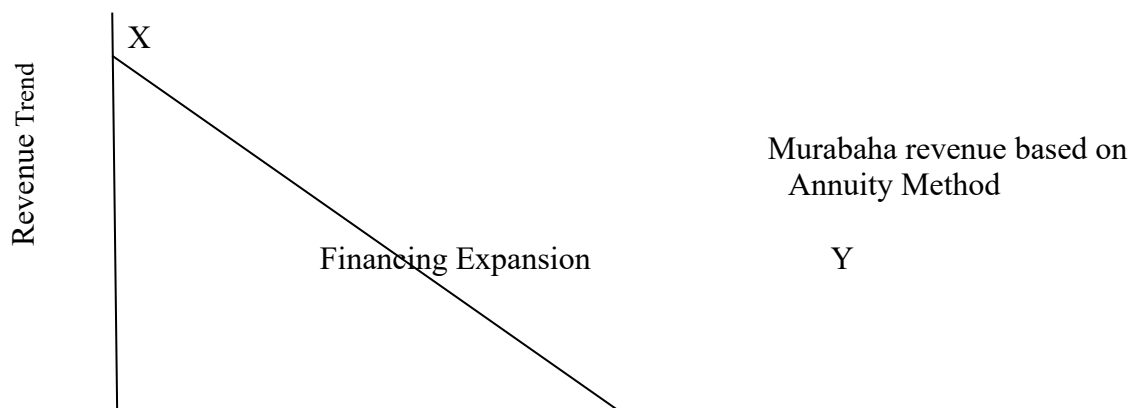 X
Revenue Trend
Murabaha revenue based on
Annuity Method
Financing Expansion
Y